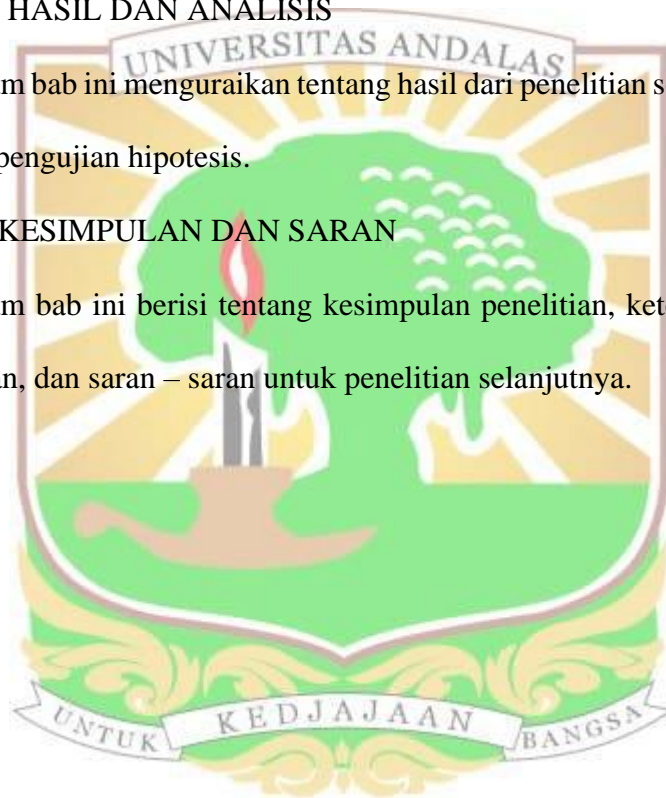 HASIL DAN ANALISIS
UNIVERSITAS ANDALAS
bab ini menguraikan tentang hasil dari penelitian
pengujian hipotesis.
KESIMPULAN DAN SARAN
bab ini berisi tentang kesimpulan penelitian,
dan saran – saran untuk penelitian selanjutnya.
UNTUK KEDJAJAAN BANGSA